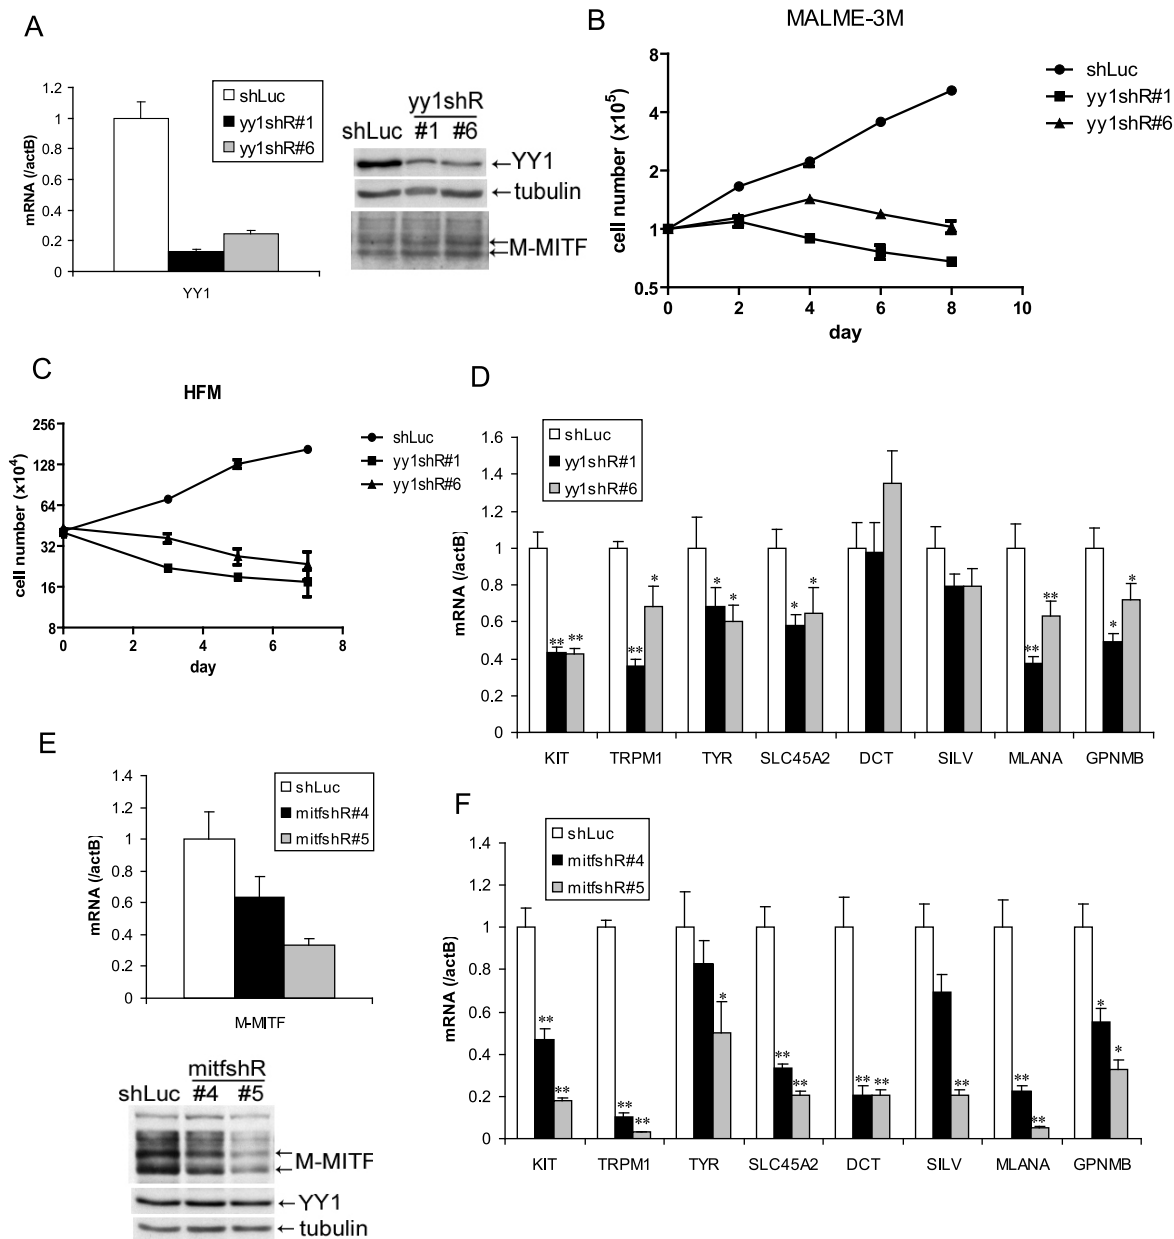 A
mRNA (/actB)
1.2
1
0.8
0.6
0.4
0.2
0
YY1
shLuc
yy1shR#1
yy1shR#6
yy1shR
shLuc #1 #6
←YY1
←tubulin
M-MITF
B
MALME-3M
cell number (x10⁵)
8
4
2
1
0.5
0 2 4 6 8 10
day
shLuc
yy1shR#1
yy1shR#6
C
HFM
cell number (x10⁴)
256
128
64
32
16
8
0 2 4 6 8
day
shLuc
yy1shR#1
yy1shR#6
D
mRNA (/actB)
1.6
1.4
1.2
1
0.8
0.6
0.4
0.2
0
shLuc
yy1shR#1
yy1shR#6
** ** ** * * * * * ** ** * *
KIT TRPM1 TYR SLC45A2 DCT SILV MLANA GPNMB
E
mRNA (/actB)
1.4
1.2
1
0.8
0.6
0.4
0.2
0
M-MITF
shLuc
mitfshR#4
mitfshR#5
mitfshR
shLuc #4 #5
M-MITF
←YY1
←tubulin
F
mRNA (/actB)
1.4
1.2
1
0.8
0.6
0.4
0.2
0
shLuc
mitfshR#4
mitfshR#5
** ** ** ** * ** ** ** ** ** ** ** * *
KIT TRPM1 TYR SLC45A2 DCT SILV MLANA GPNMB